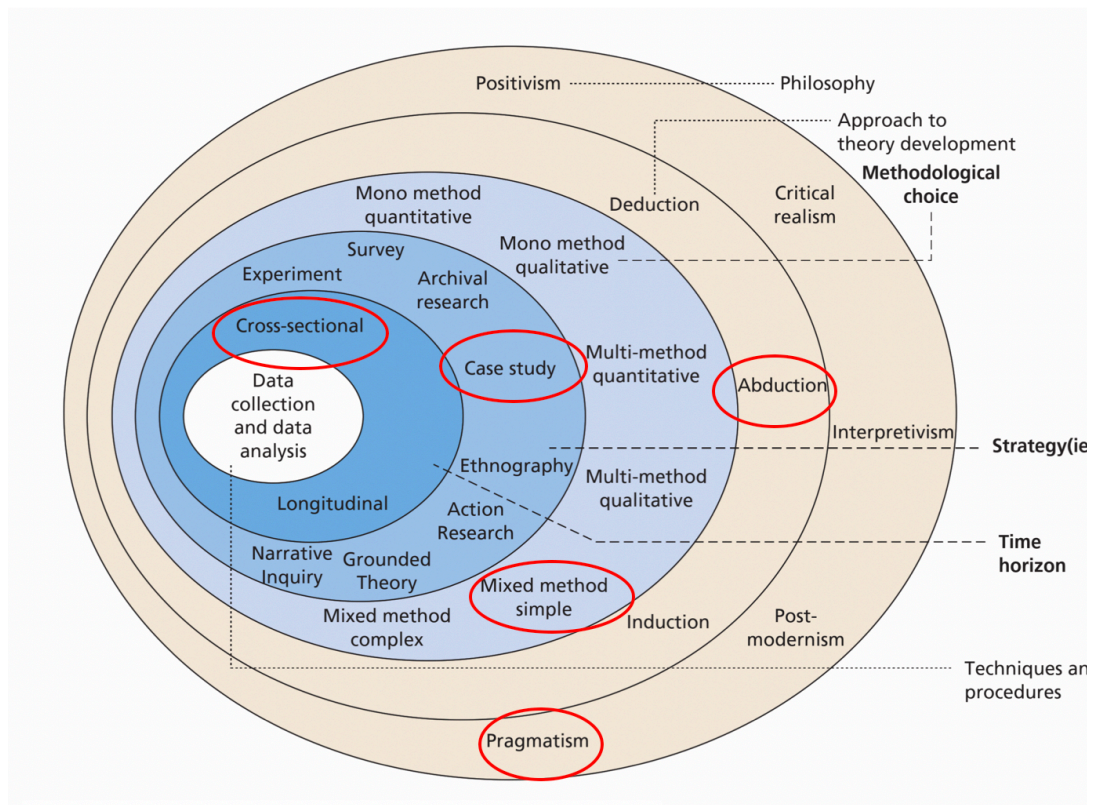 Positivism
Philosophy
Approach to
theory development
Methodological
choice
Critical
realism
Deduction
Mono method
quantitative
Mono method
qualitative
Survey
Experiment
Archival
research
Cross-sectional
Case study
Multi-method
quantitative
Abduction
Data
collection
and data
analysis
Interpretivism
Strategy(ie
Ethnography
Multi-method
qualitative
Longitudinal
Action
Research
Time
horizon
Narrative
Inquiry
Grounded
Theory
Mixed method
simple
Mixed method
complex
Induction
Post-
modernism
Techniques an
procedures
Pragmatism